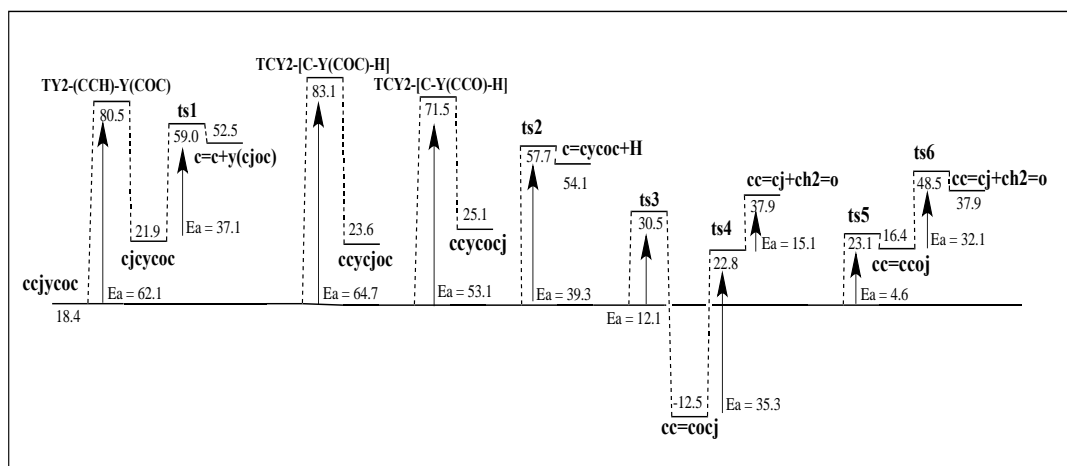 TCY2-[C-Y(COC)-H]
TY2-(CCH)-Y(COC)
TCY2-[C-Y(CCO)-H]
80.5
ts1
83.1
71.5
ts2
ts6
59.0
52.5
c=c+y(cjoc)
57.7
c=cycoc+H
54.1
48.5
cc=cj+ch2=o
37.9
cc=cj+ch2=o
37.9
ts3
30.5
ts4
22.8
Ea = 15.1
ts5
23.1
16.4
cc=ccoj
Ea = 32.1
21.9
cjcycoc
Ea = 37.1
23.6
ccycjoc
25.1
ccycocj
ccjycoc
18.4
Ea = 62.1
Ea = 64.7
Ea = 53.1
Ea = 39.3
Ea = 12.1
Ea = 4.6
-12.5
cc=cocj
Ea = 35.3